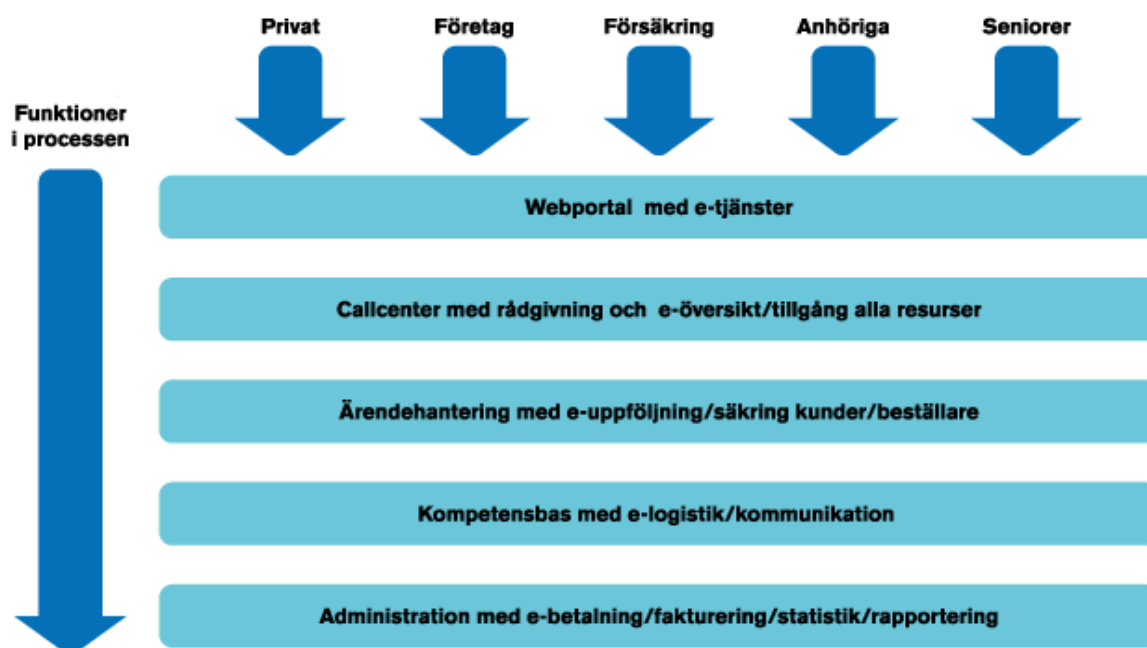 Privat
Företag
Försäkring
Anhöriga
Seniorer
Funktioner
i processen
Webportal med e-tjänster
Callcenter med rådgivning och e-översikt/tillgång alla resurser
Ärendehantering med e-uppföljning/säkring kunder/beställare
Kompetensbas med e-logistik/kommunikation
Administration med e-betalning/fakturering/statistik/rapportering